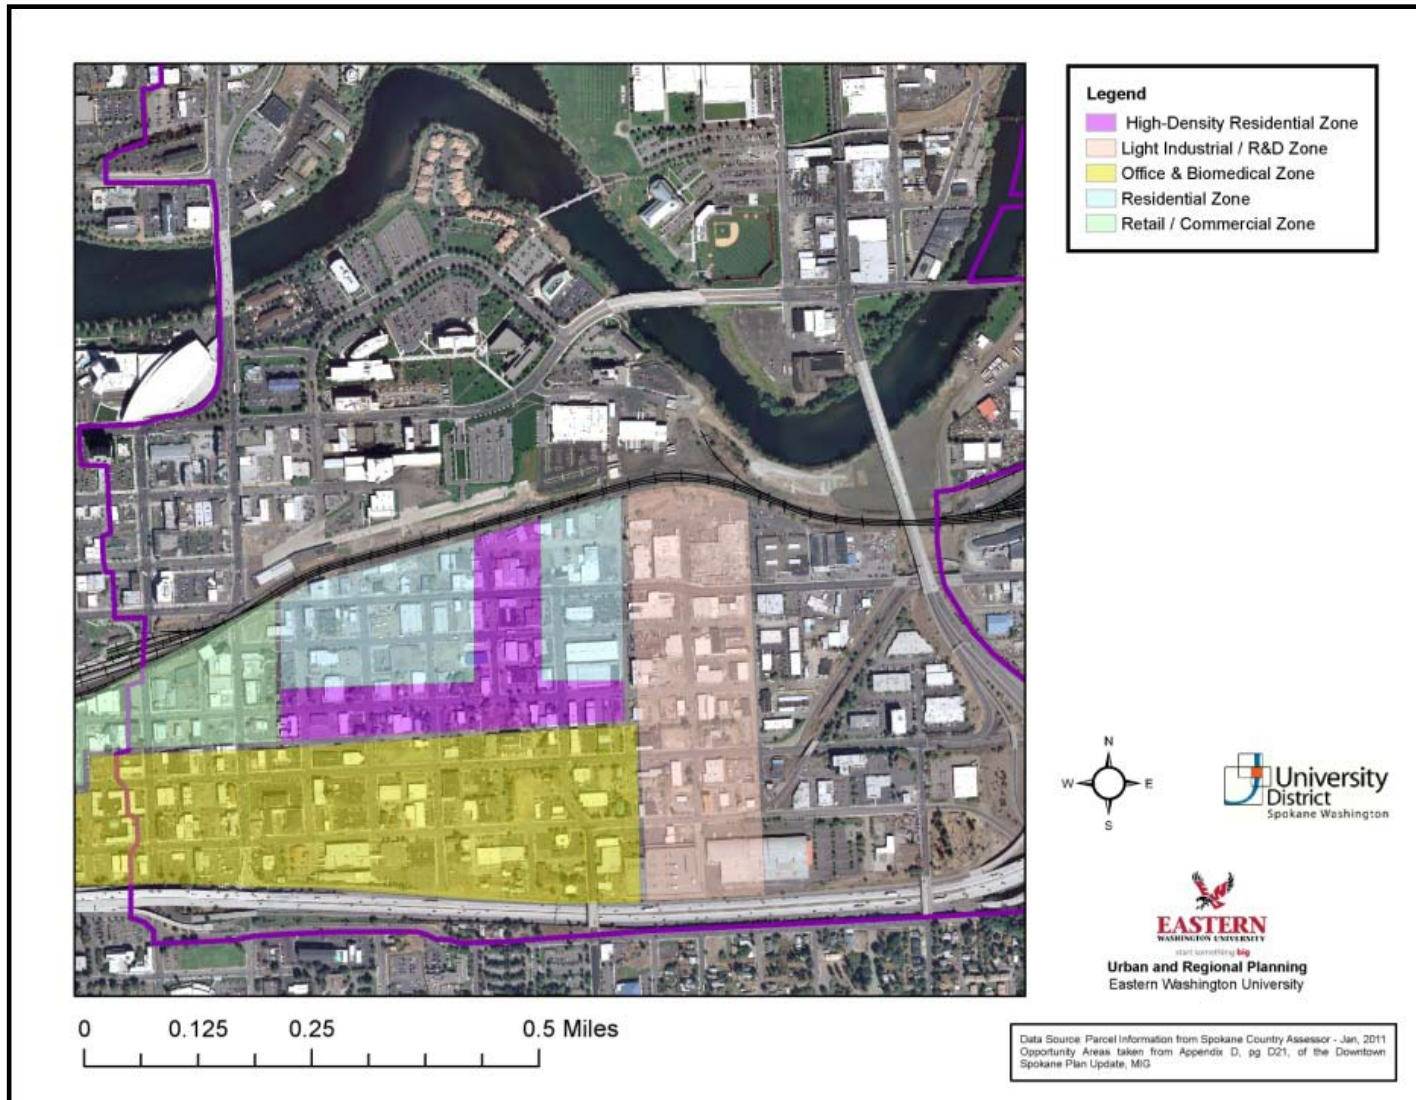 Legend
High-Density Residential Zone
Light Industrial / R&D Zone
Office & Biomedical Zone
Residential Zone
Retail / Commercial Zone
N
W E
S
University
District
Spokane Washington
EASTERN
WASHINGTON UNIVERSITY
start something big
Urban and Regional Planning
Eastern Washington University
0 0.125 0.25 0.5 Miles
Data Source: Parcel Information from Spokane Country Assessor - Jan, 2011
Opportunity Areas taken from Appendix D, pg D21, of the Downtown
Spokane Plan Update, MIG